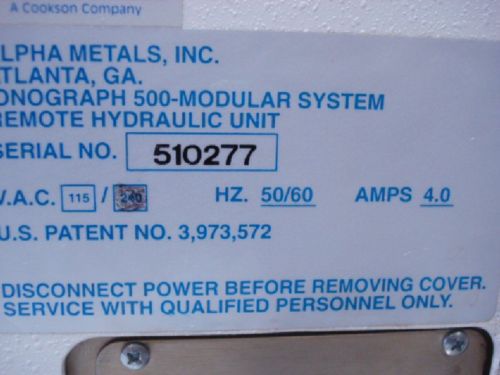 A Cookson Company
LPHA METALS, INC.
TLANTA, GA.
ONOGRAPH 500-MODULAR SYSTEM
REMOTE HYDRAULIC UNIT
SERIAL NO. 510277
V.A.C. 115 / 240 HZ. 50/60 AMPS 4.0
U.S. PATENT NO. 3,973,572
DISCONNECT POWER BEFORE REMOVING COVER.
SERVICE WITH QUALIFIED PERSONNEL ONLY.